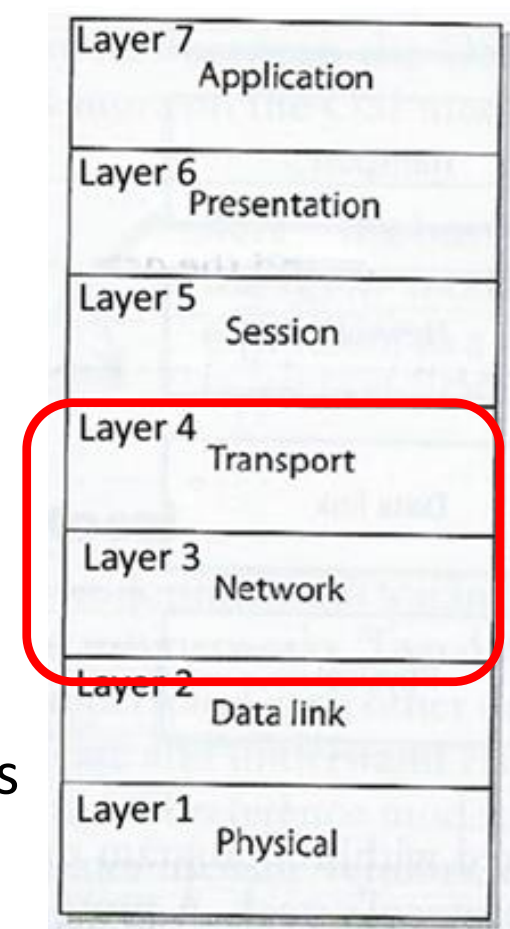 Layer 7
Application
Layer 6
Presentation
Layer 5
Session
Layer 4
Transport
Layer 3
Network
Layer 2
Data link
s
Layer 1
Physical